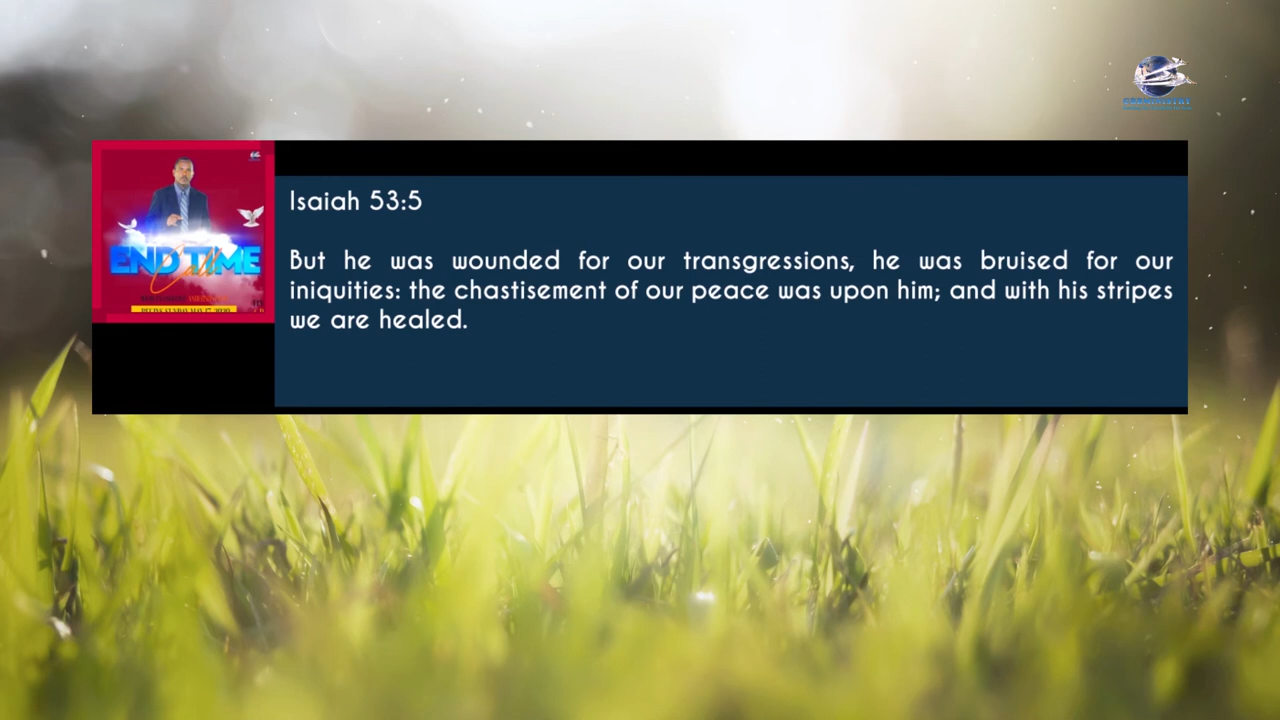 Isaiah 53:5
But he was wounded for our transgressions, he was bruised for our
iniquities: the chastisement of our peace was upon him; and with his stripes
we are healed.
END TIME
Call